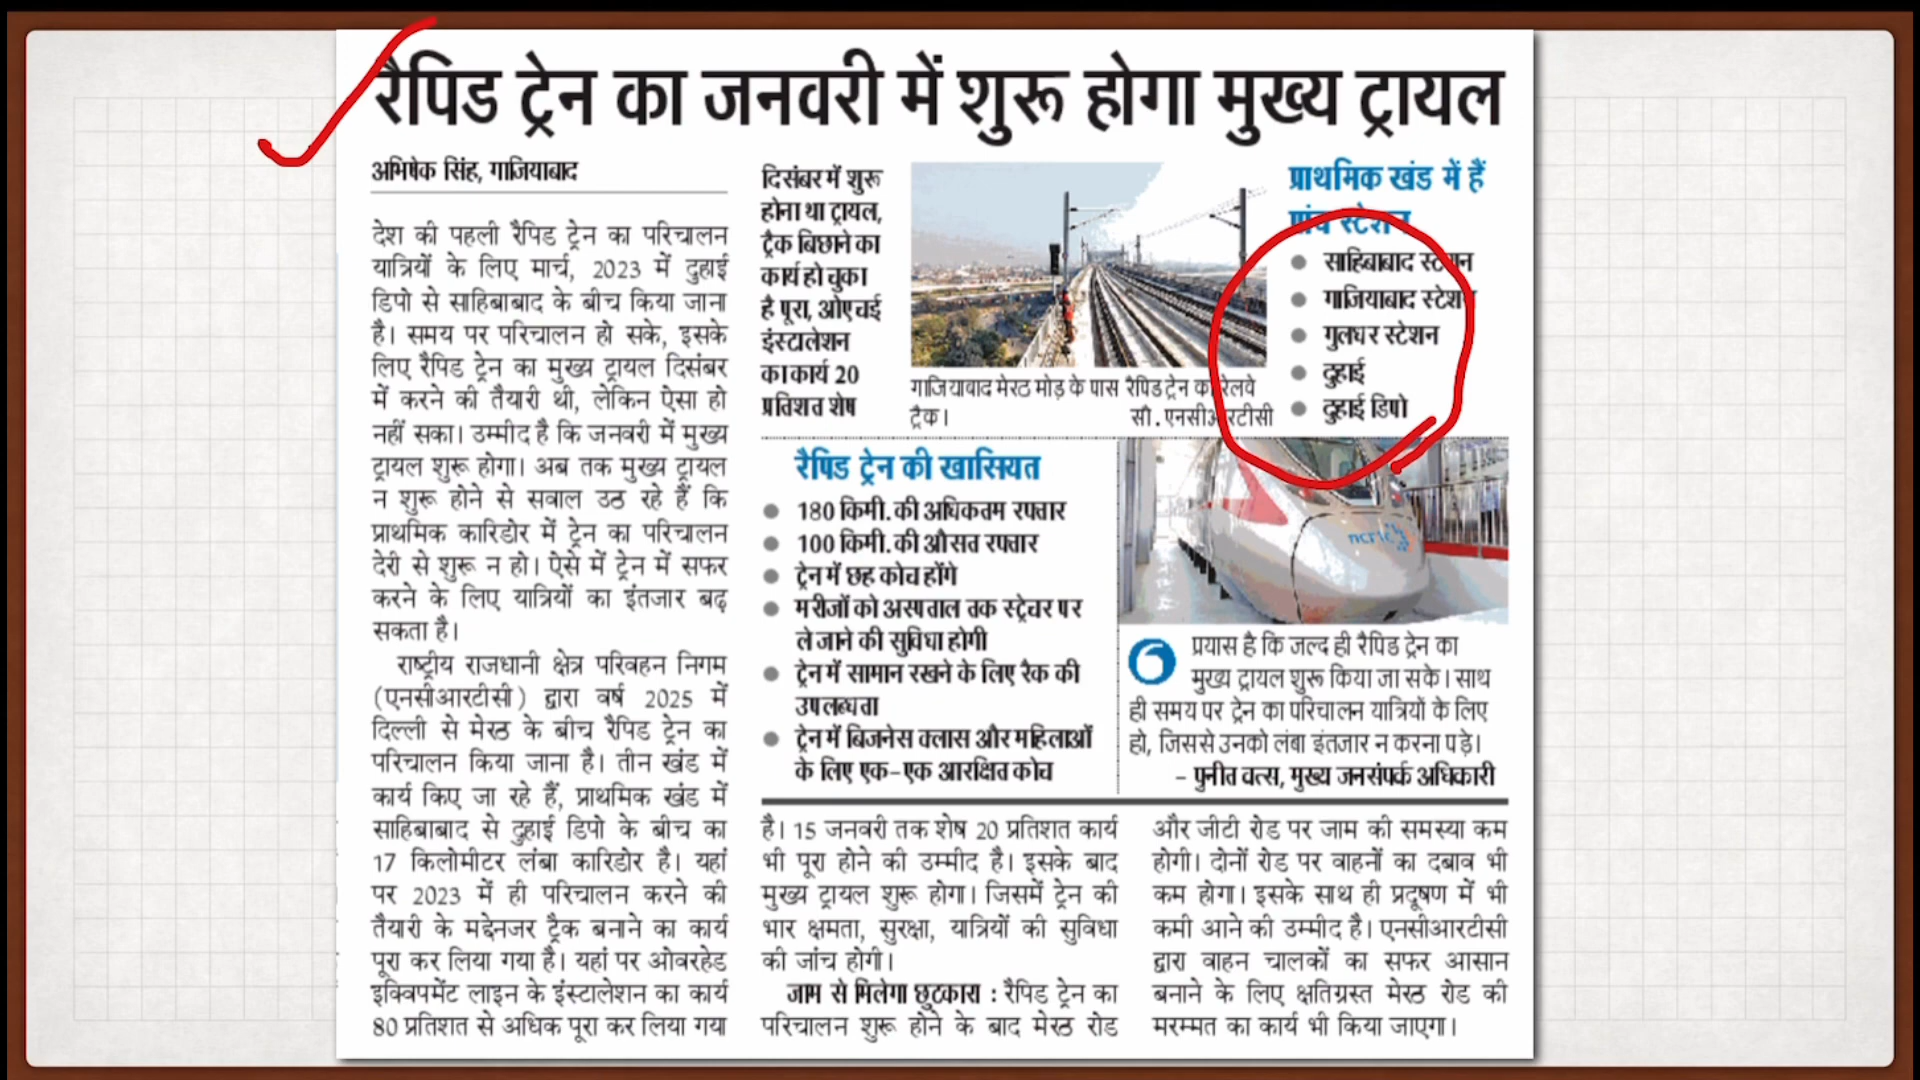 रैपिड ट्रेन का जनवरी में शुरू होगा मुख्य ट्रायल
अभिषेक सिंह, गाजियाबाद
देश की पहली रैपिड ट्रेन का परिचालन
यात्रियों के लिए मार्च, 2023 में दुहाई
डिपो से साहिबाबाद के बीच किया जाना
है। समय पर परिचालन हो सके, इसके
लिए रैपिड ट्रेन का मुख्य ट्रायल दिसंबर
में करने की तैयारी थी, लेकिन ऐसा हो
नहीं सका। उम्मीद है कि जनवरी में मुख्य
ट्रायल शुरू होगा। अब तक मुख्य ट्रायल
न शुरू होने से सवाल उठ रहे हैं कि
प्राथमिक कारिडोर में ट्रेन का परिचालन
देरी से शुरू न हो। ऐसे में ट्रेन में सफर
करने के लिए यात्रियों का इंतजार बढ़
सकता है।
राष्ट्रीय राजधानी क्षेत्र परिवहन निगम
(एनसीआरटीसी) द्वारा वर्ष 2025 में
दिल्ली से मेरठ के बीच रैपिड ट्रेन का
परिचालन किया जाना है। तीन खंड में
कार्य किए जा रहे हैं, प्राथमिक खंड में
साहिबाबाद से दुहाई डिपो के बीच का
17 किलोमीटर लंबा कारिडोर है। यहां
पर 2023 में ही परिचालन करने की
तैयारी के मद्देनजर ट्रैक बनाने का कार्य
पूरा कर लिया गया है। यहां पर ओवरहेड
इक्विपमेंट लाइन के इंस्टालेशन का कार्य
80 प्रतिशत से अधिक पूरा कर लिया गया
दिसंबर में शुरू
होना था ट्रायल,
ट्रैक बिछाने का
कार्य हो चुका
है पूरा, ओएचई
इंस्टालेशन
का कार्य 20
प्रतिशत शेष
गाजियाबाद मेरठ मोड़ के पास रैपिड ट्रेन का रेलवे
ट्रैक। सौ. एनसीआरटीसी
प्राथमिक खंड में हैं
पांच स्टेशन
● साहिबाबाद स्टेशन
● गाजियाबाद स्टेशन
● गुलधर स्टेशन
● दुहाई
● दुहाई डिपो
रैपिड ट्रेन की खासियत
● 180 किमी. की अधिकतम रफ्तार
● 100 किमी. की औसत रफ्तार
● ट्रेन में छह कोच होंगे
● मरीजों को अस्पताल तक स्ट्रेचर पर
ले जाने की सुविधा होगी
● ट्रेन में सामान रखने के लिए रैक की
उपलब्धता
● ट्रेन में बिजनेस क्लास और महिलाओं
के लिए एक-एक आरक्षित कोच
प्रयास है कि जल्द ही रैपिड ट्रेन का
मुख्य ट्रायल शुरू किया जा सके। साथ
ही समय पर ट्रेन का परिचालन यात्रियों के लिए
हो, जिससे उनको लंबा इंतजार न करना पड़े।
- पुनीत वत्स, मुख्य जनसंपर्क अधिकारी
है। 15 जनवरी तक शेष 20 प्रतिशत कार्य
भी पूरा होने की उम्मीद है। इसके बाद
मुख्य ट्रायल शुरू होगा। जिसमें ट्रेन की
भार क्षमता, सुरक्षा, यात्रियों की सुविधा
की जांच होगी।
जाम से मिलेगा छुटकारा : रैपिड ट्रेन का
परिचालन शुरू होने के बाद मेरठ रोड
और जीटी रोड पर जाम की समस्या कम
होगी। दोनों रोड पर वाहनों का दबाव भी
कम होगा। इसके साथ ही प्रदूषण में भी
कमी आने की उम्मीद है। एनसीआरटीसी
द्वारा वाहन चालकों का सफर आसान
बनाने के लिए क्षतिग्रस्त मेरठ रोड की
मरम्मत का कार्य भी किया जाएगा।